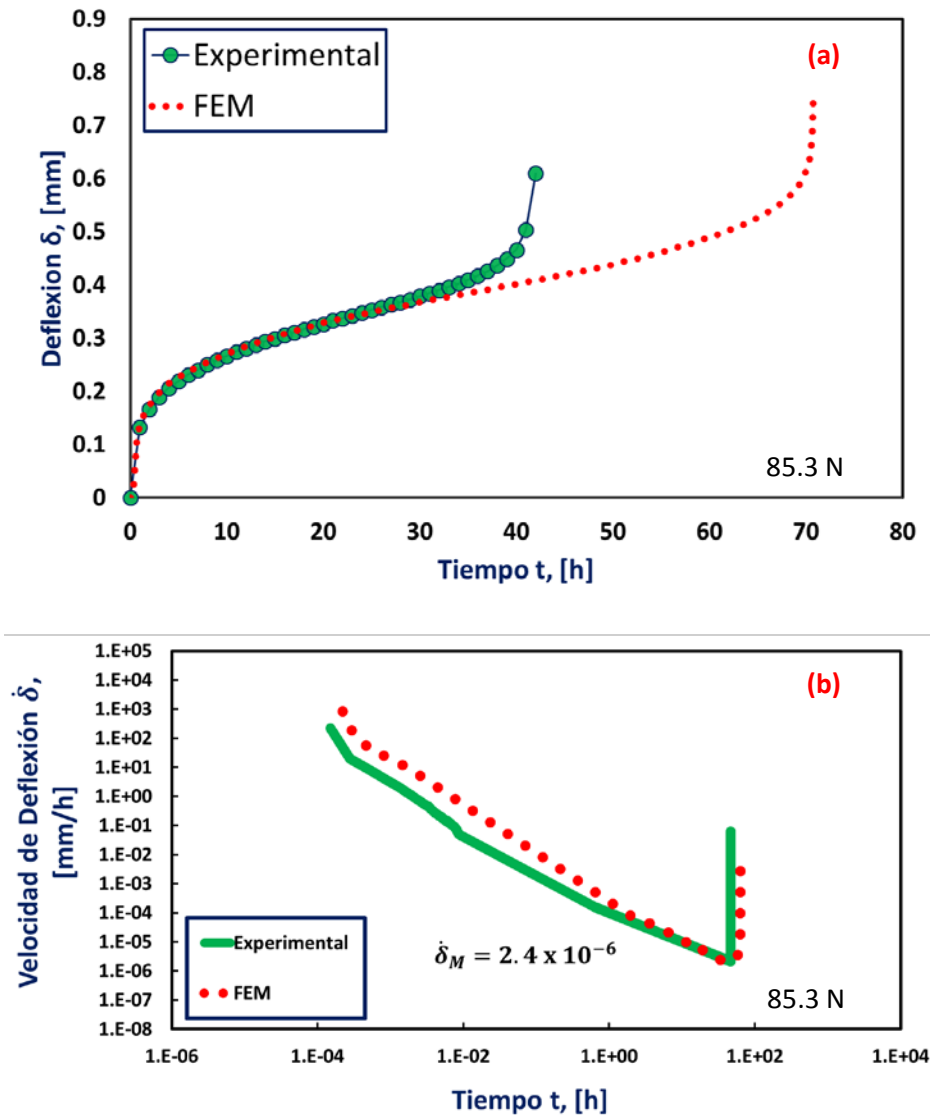 0.9
0.8
0.7
0.6
0.5
0.4
0.3
0.2
0.1
0
Deflexion δ, [mm]
Experimental
FEM
(a)
85.3 N
0 10 20 30 40 50 60 70 80
Tiempo t, [h]
1.E+05
1.E+04
1.E+03
1.E+02
1.E+01
1.E+00
1.E-01
1.E-02
1.E-03
1.E-04
1.E-05
1.E-06
1.E-07
1.E-08
Velocidad de Deflexión δ̇,
[mm/h]
(b)
Experimental
FEM
δ̇_M = 2.4 x 10⁻⁶
85.3 N
1.E-06 1.E-04 1.E-02 1.E+00 1.E+02 1.E+04
Tiempo t, [h]